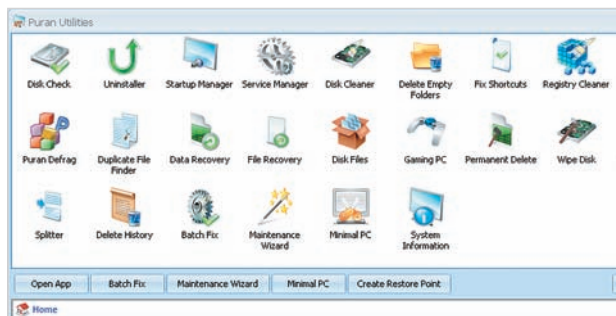 Puran Utilities
Disk Check Uninstaller Startup Manager Service Manager Disk Cleaner Delete Empty Folders Fix Shortcuts Registry Cleaner
Puran Defrag Duplicate File Finder Data Recovery File Recovery Disk Files Gaming PC Permanent Delete Wipe Disk
Splitter Delete History Batch Fix Maintenance Wizard Minimal PC System Information
Open App Batch Fix Maintenance Wizard Minimal PC Create Restore Point
Home